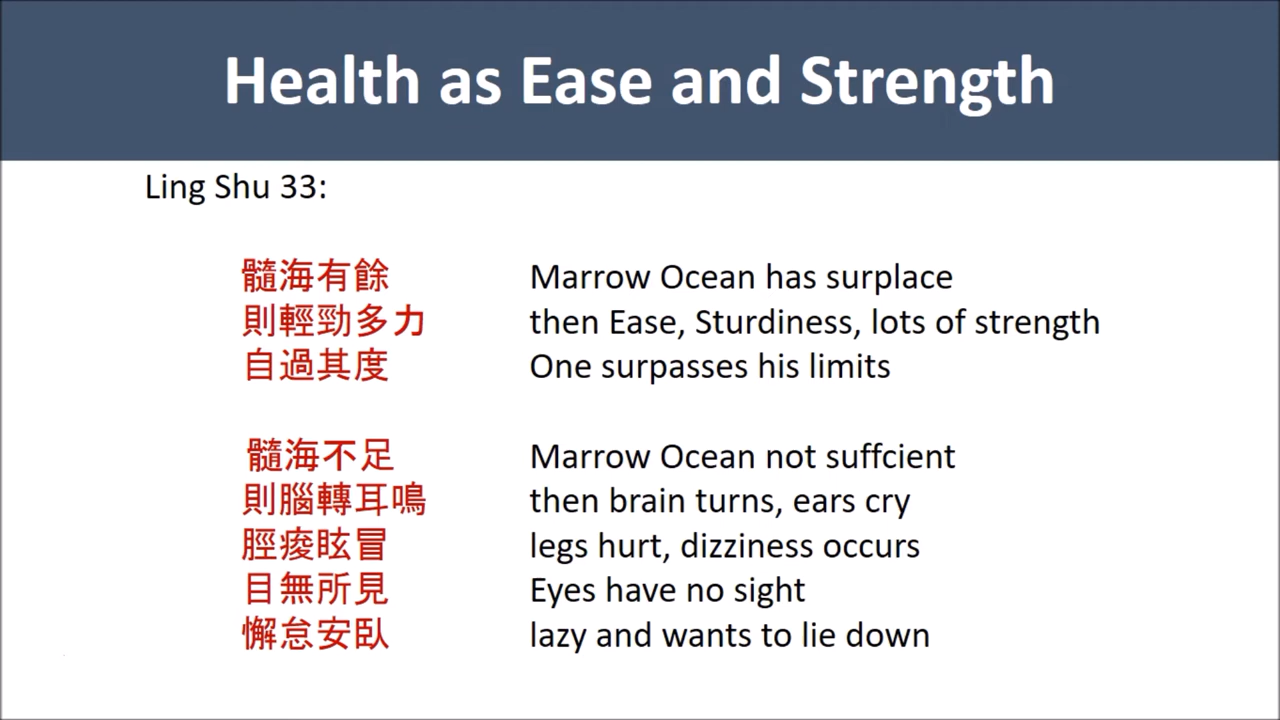 Health as Ease and Strength
Ling Shu 33:
髓海有餘 Marrow Ocean has surplace
則輕勁多力 then Ease, Sturdiness, lots of strength
自過其度 One surpasses his limits
髓海不足 Marrow Ocean not suffcient
則腦轉耳鳴 then brain turns, ears cry
脛痠眩冒 legs hurt, dizziness occurs
目無所見 Eyes have no sight
懈怠安臥 lazy and wants to lie down